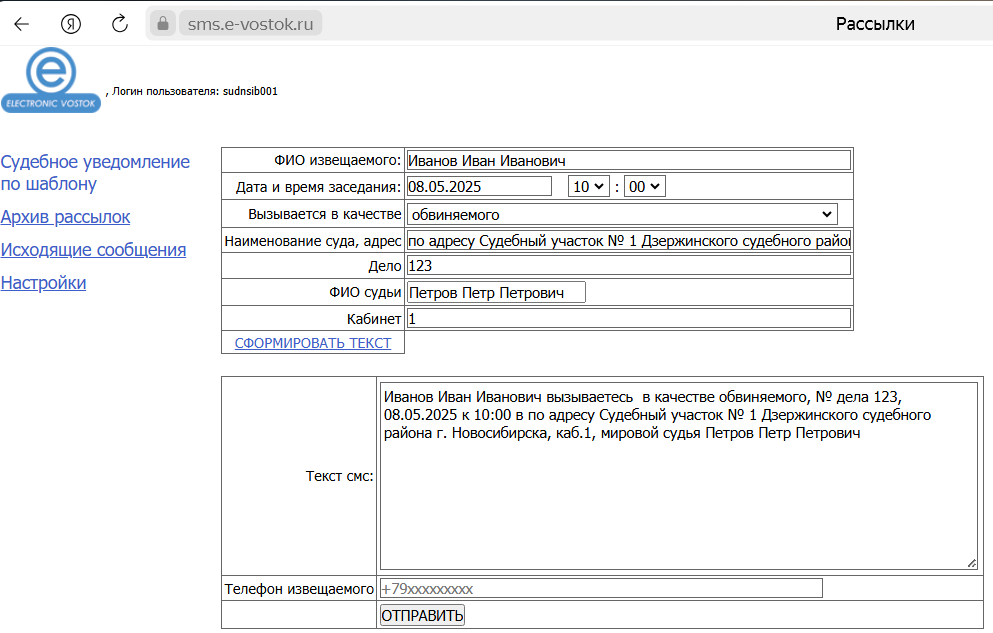 Я
sms.e-vostok.ru
Рассылки
e
ELECTRONIC VOSTOK
, Логин пользователя: sudnsib001
Судебное уведомление
по шаблону
Архив рассылок
Исходящие сообщения
Настройки
ФИО извещаемого: Иванов Иван Иванович
Дата и время заседания: 08.05.2025 10 : 00
Вызывается в качестве обвиняемого
Наименование суда, адрес по адресу Судебный участок № 1 Дзержинского судебного райо
Дело 123
ФИО судьи Петров Петр Петрович
Кабинет 1
СФОРМИРОВАТЬ ТЕКСТ
Текст смс:
Иванов Иван Иванович вызываетесь  в качестве обвиняемого, № дела 123,
08.05.2025 к 10:00 в по адресу Судебный участок № 1 Дзержинского судебного
района г. Новосибирска, каб.1, мировой судья Петров Петр Петрович
Телефон извещаемого +79xxxxxxxxx
ОТПРАВИТЬ